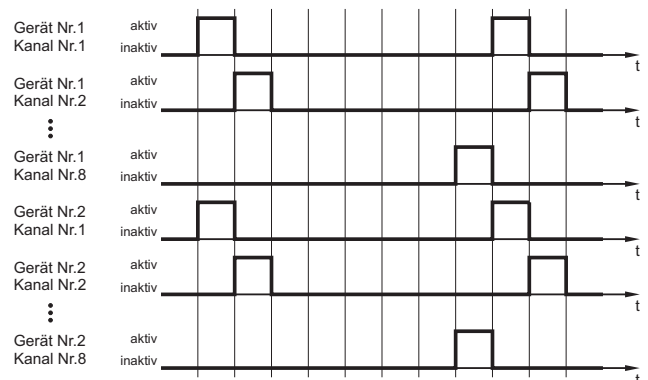 Gerät Nr.1
Kanal Nr.1
aktiv
inaktiv
t
Gerät Nr.1
Kanal Nr.2
aktiv
inaktiv
t
Gerät Nr.1
Kanal Nr.8
aktiv
inaktiv
t
Gerät Nr.2
Kanal Nr.1
aktiv
inaktiv
t
Gerät Nr.2
Kanal Nr.2
aktiv
inaktiv
t
Gerät Nr.2
Kanal Nr.8
aktiv
inaktiv
t